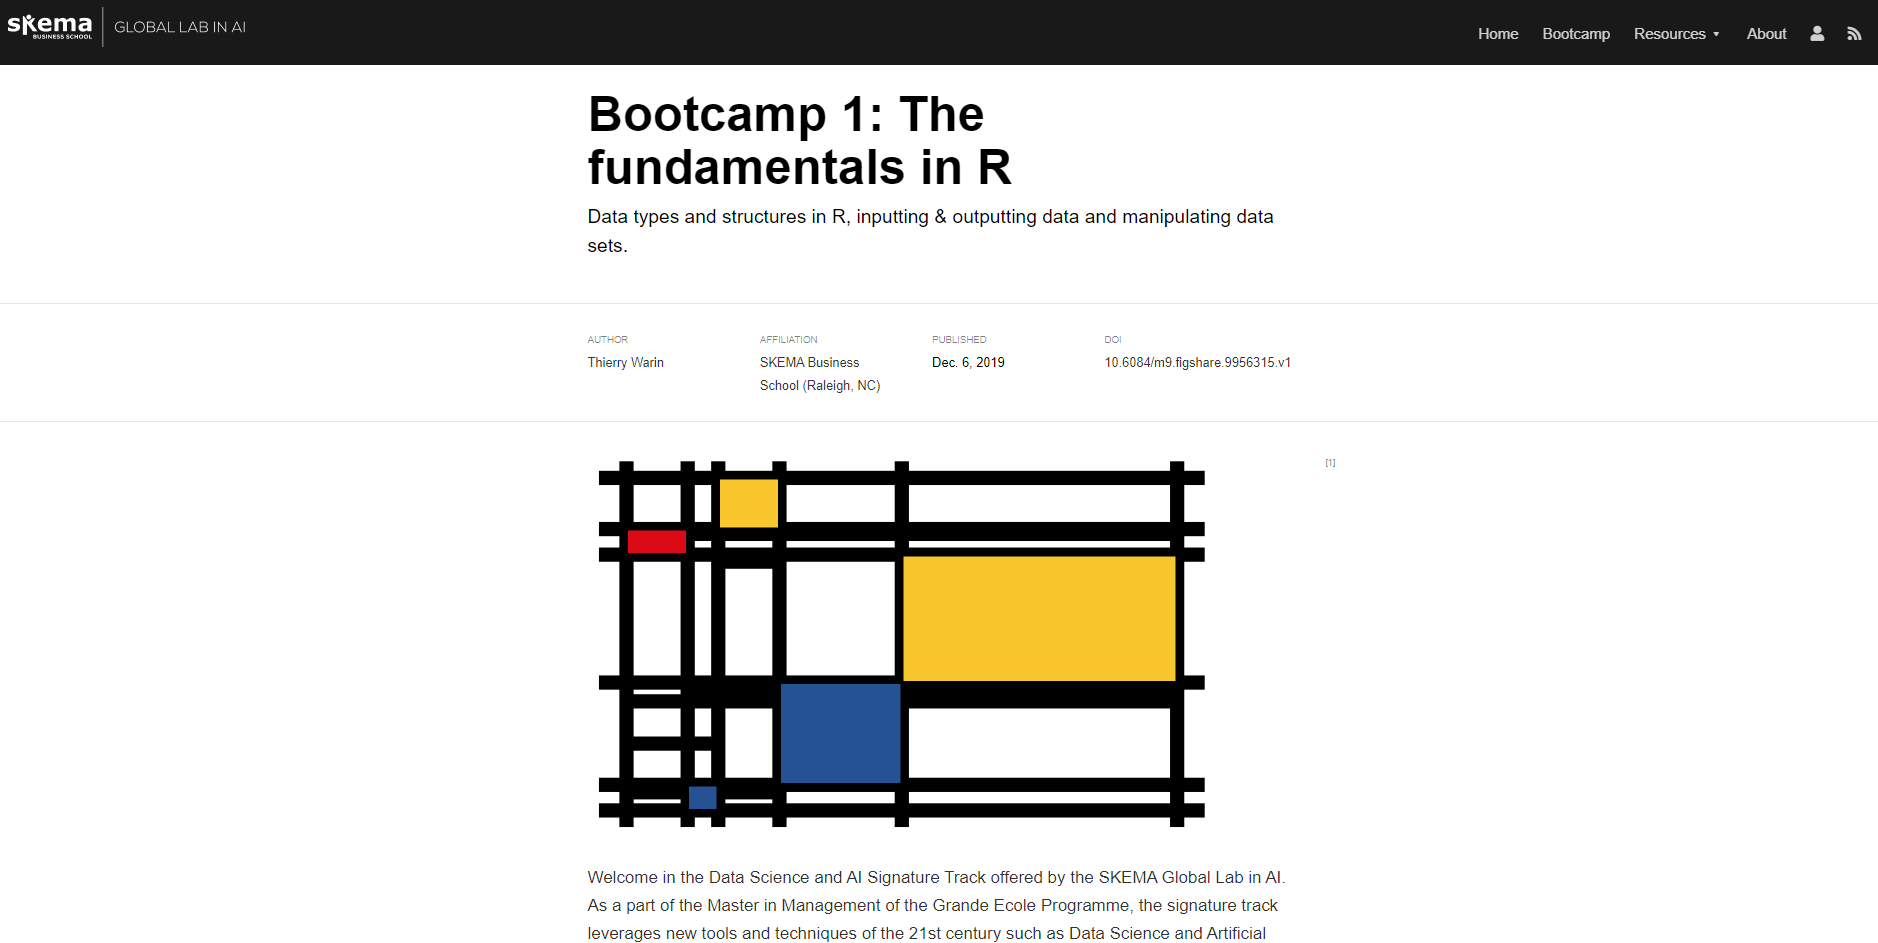 skema
BUSINESS SCHOOL
GLOBAL LAB IN AI
Home Bootcamp Resources About
Bootcamp 1: The
fundamentals in R
Data types and structures in R, inputting & outputting data and manipulating data
sets.
AUTHOR
Thierry Warin
AFFILIATION
SKEMA Business
School (Raleigh, NC)
PUBLISHED
Dec. 6, 2019
DOI
10.6084/m9.figshare.9956315.v1
[1]
Welcome in the Data Science and AI Signature Track offered by the SKEMA Global Lab in AI.
As a part of the Master in Management of the Grande Ecole Programme, the signature track
leverages new tools and techniques of the 21st century such as Data Science and Artificial